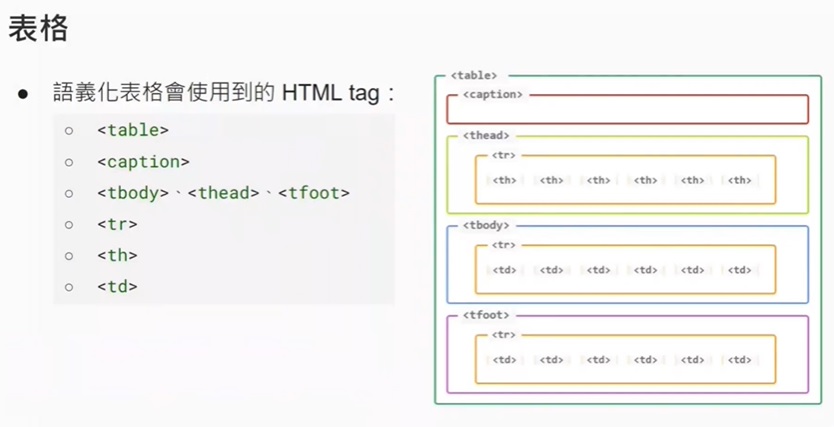 表格
● 語義化表格會使用到的 HTML tag：
○ <table>
○ <caption>
○ <tbody>、<thead>、<tfoot>
○ <tr>
○ <th>
○ <td>
<table>
<caption>
<thead>
<tr>
<th> <th> <th> <th> <th> <th>
<tbody>
<tr>
<td> <td> <td> <td> <td> <td>
<tfoot>
<tr>
<td> <td> <td> <td> <td> <td>